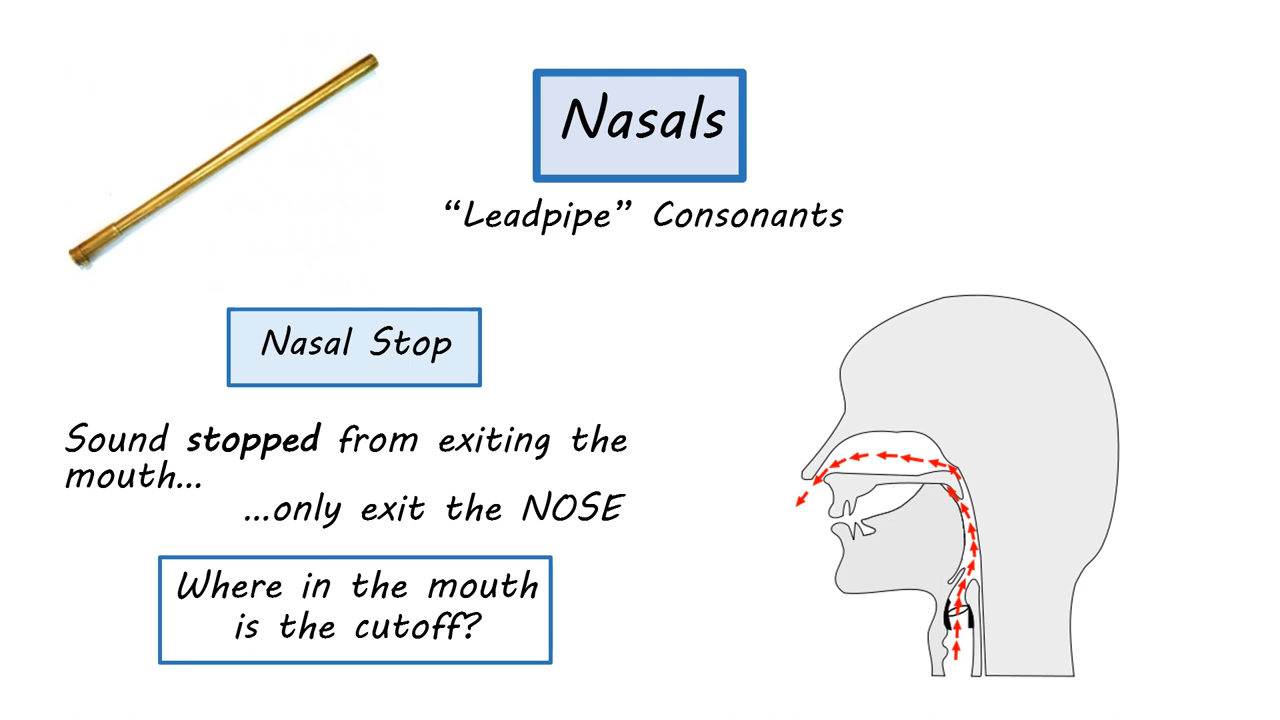 Nasals
“Leadpipe” Consonants
Nasal Stop
Sound stopped from exiting the
mouth...
...only exit the NOSE
Where in the mouth
is the cutoff?